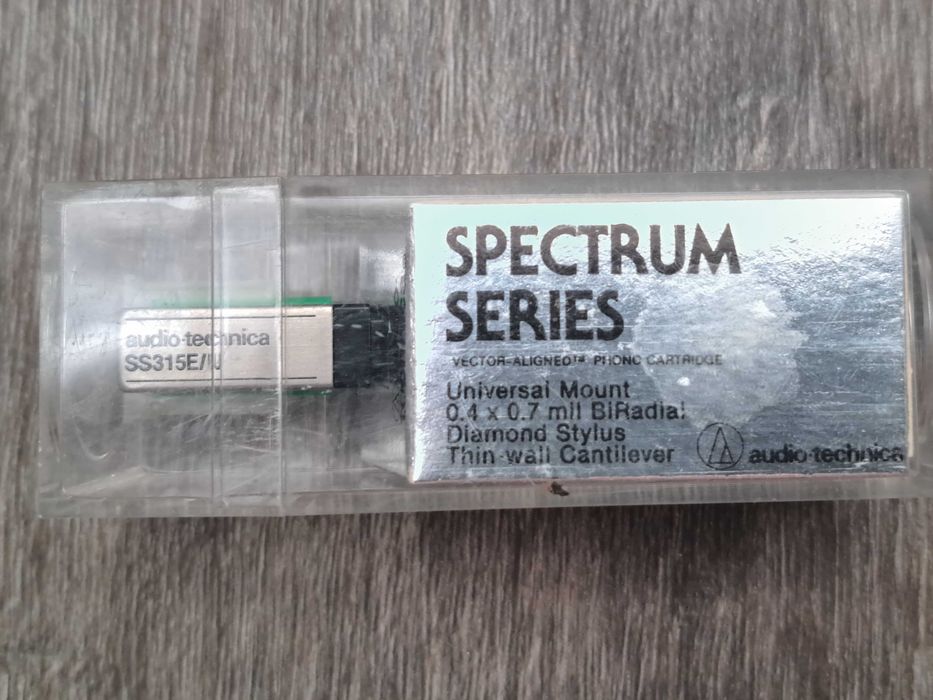 audio-technica
SS315E/U
SPECTRUM
SERIES
VECTOR-ALIGNED™ PHONO CARTRIDGE
Universal Mount
0.4 x 0.7 mil BiRadial
Diamond Stylus
Thin-wall Cantilever
audio-technica